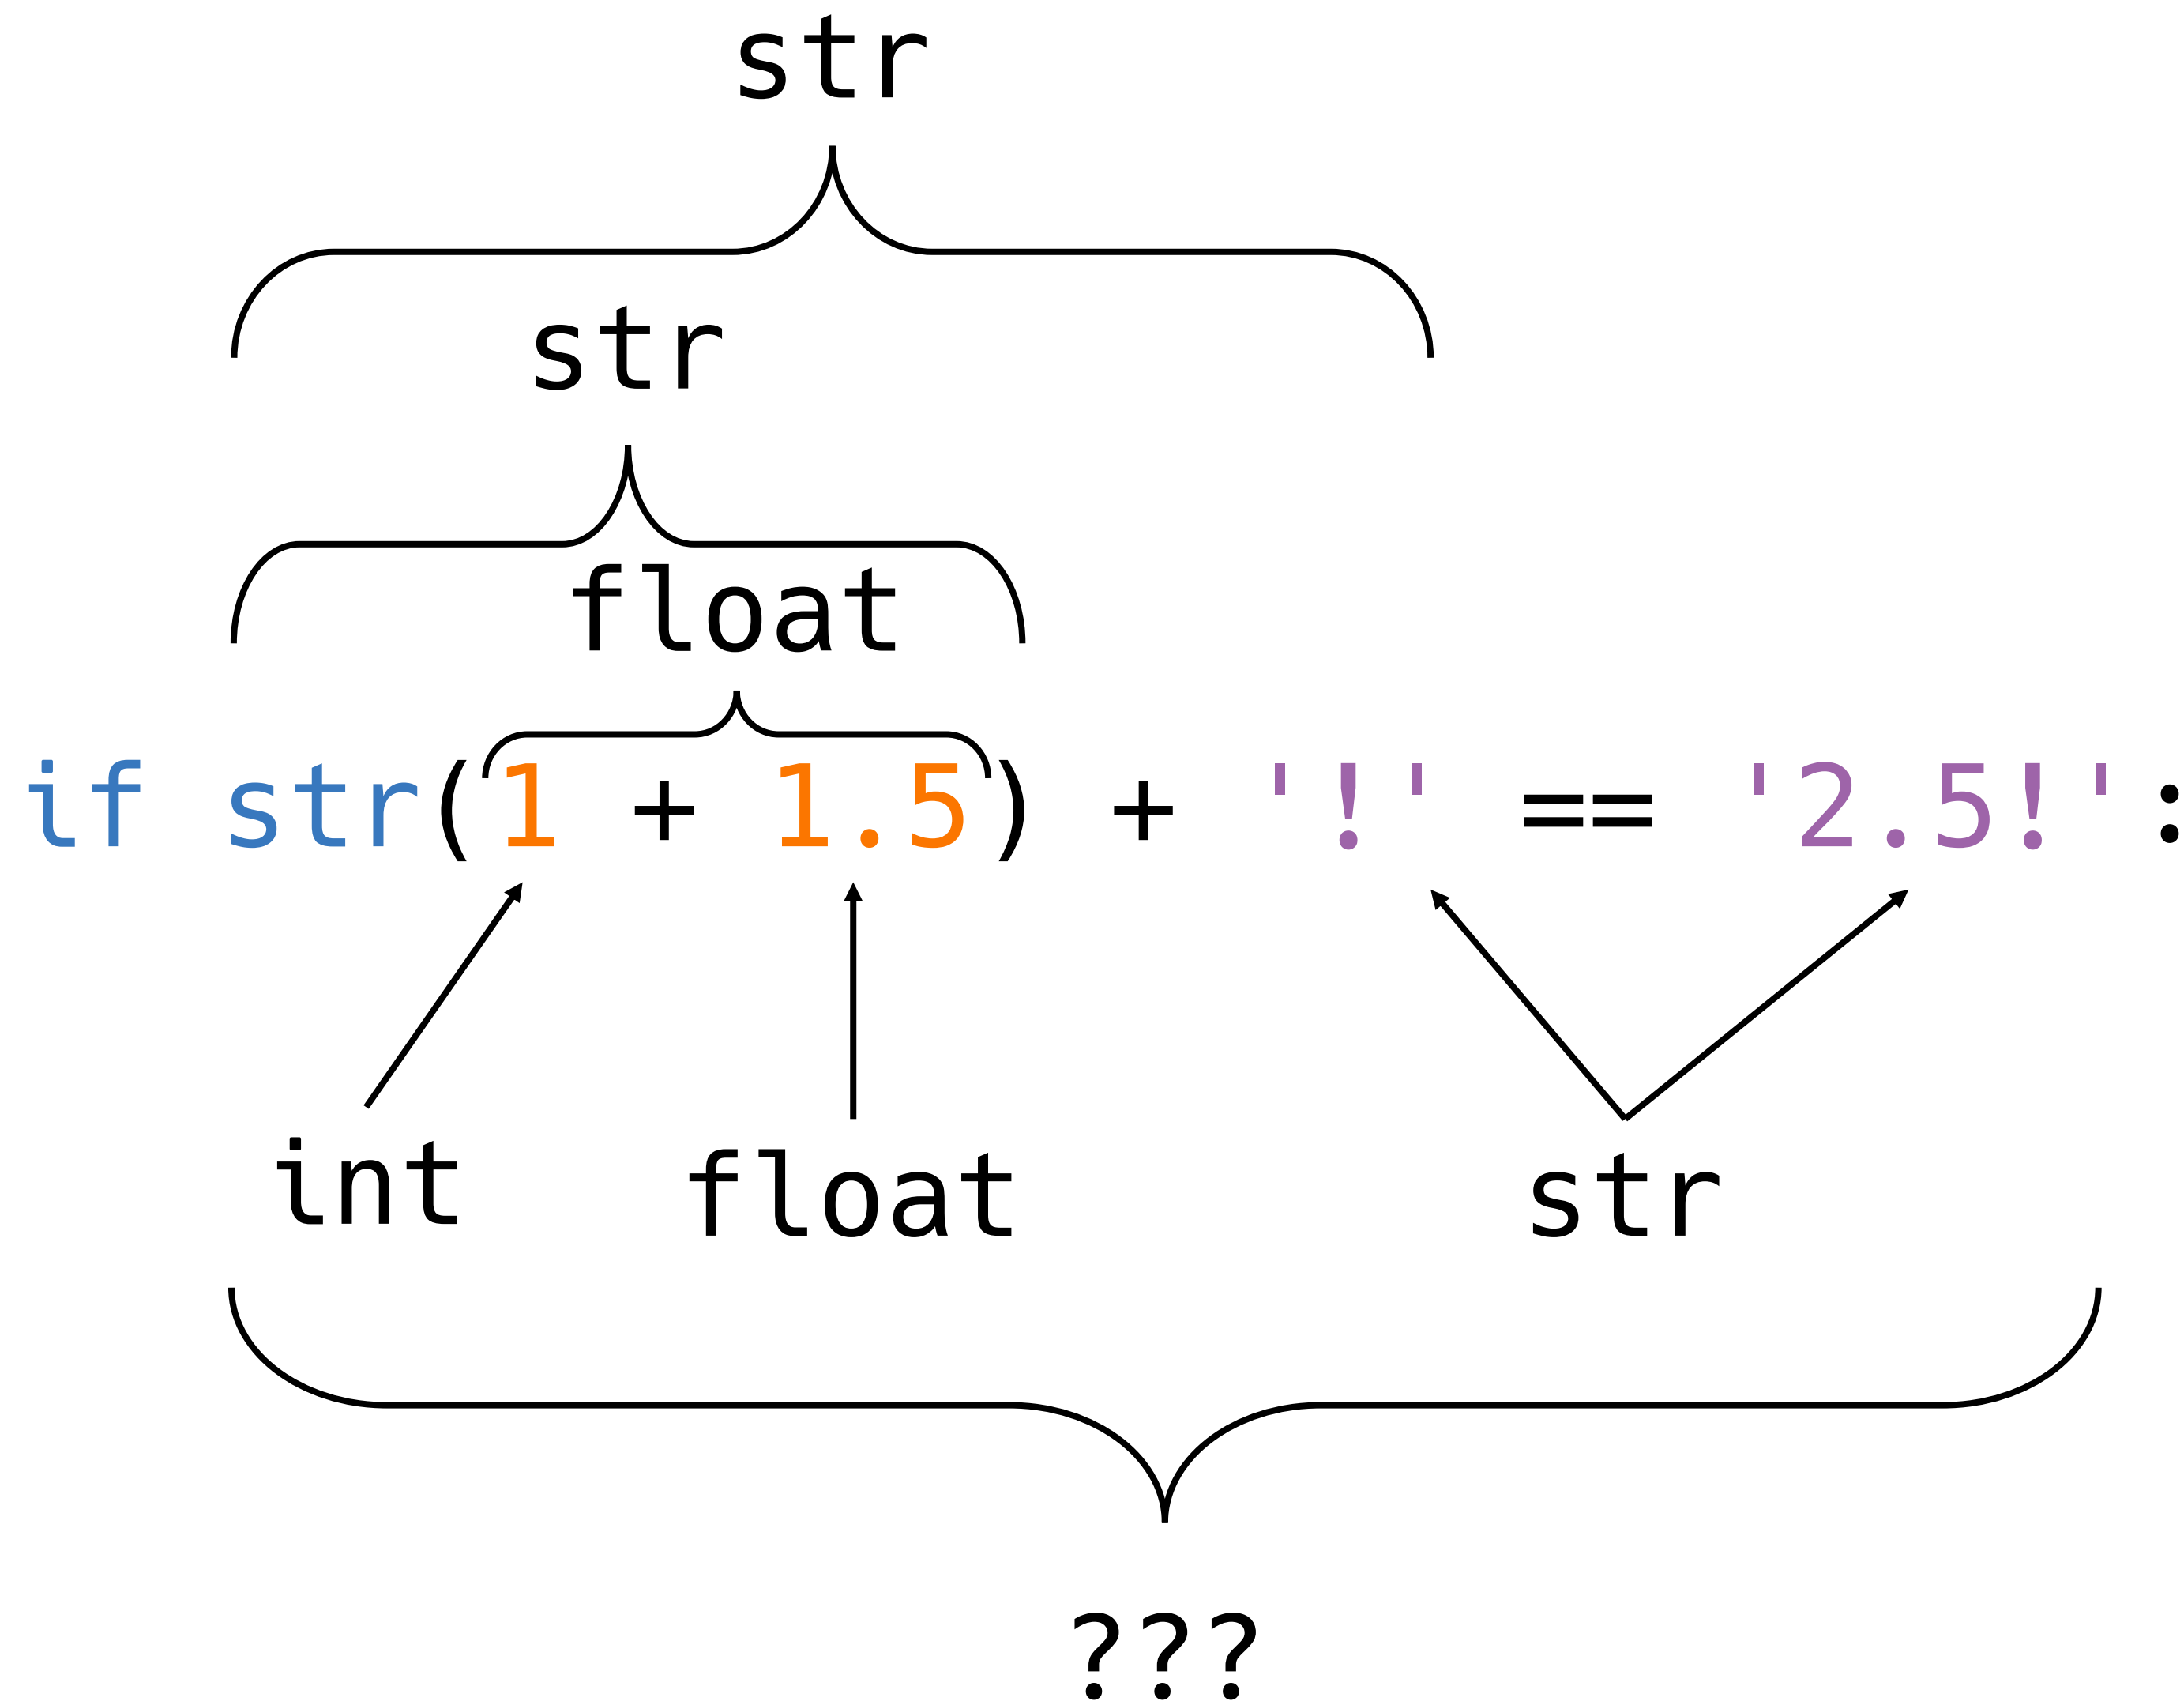 str
str
float
if str(1 + 1.5) + '!' == '2.5!':
int float str
???